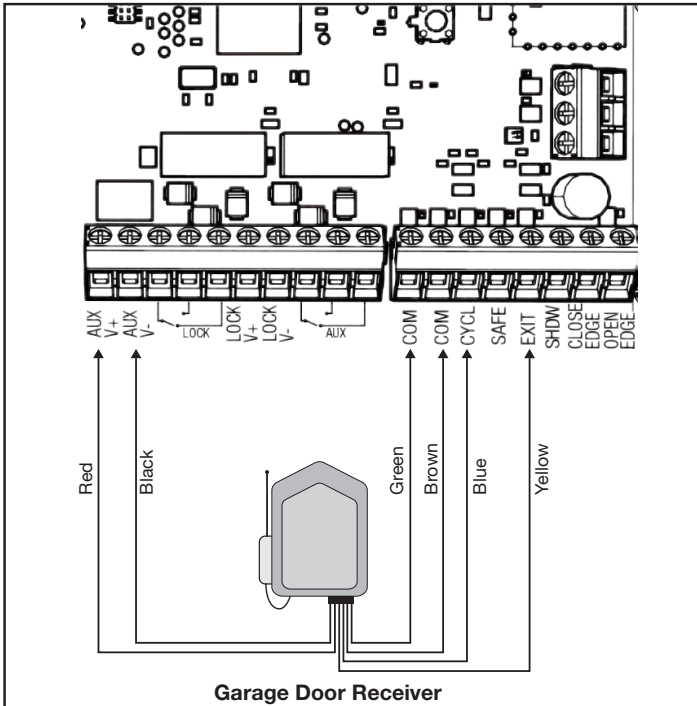 AUX V+
AUX V-
LOCK
LOCK V+
LOCK V-
AUX
COM
COM
CYCL
SAFE
EXIT
SHDW
CLOSE EDGE
OPEN EDGE
Red
Black
Green
Brown
Blue
Yellow
Garage Door Receiver